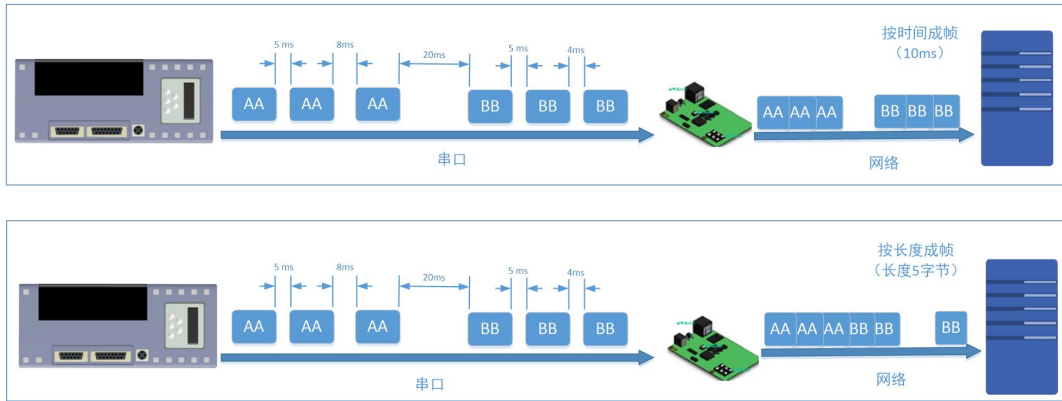 5 ms
8ms
20ms
5 ms
4ms
按时间成帧
（10ms）
AA
AA
AA
BB
BB
BB
AA AA AA
BB BB BB
串口
网络
5 ms
8ms
20ms
5 ms
4ms
按长度成帧
（长度5字节）
AA
AA
AA
BB
BB
BB
AA AA AA BB BB
BB
串口
网络